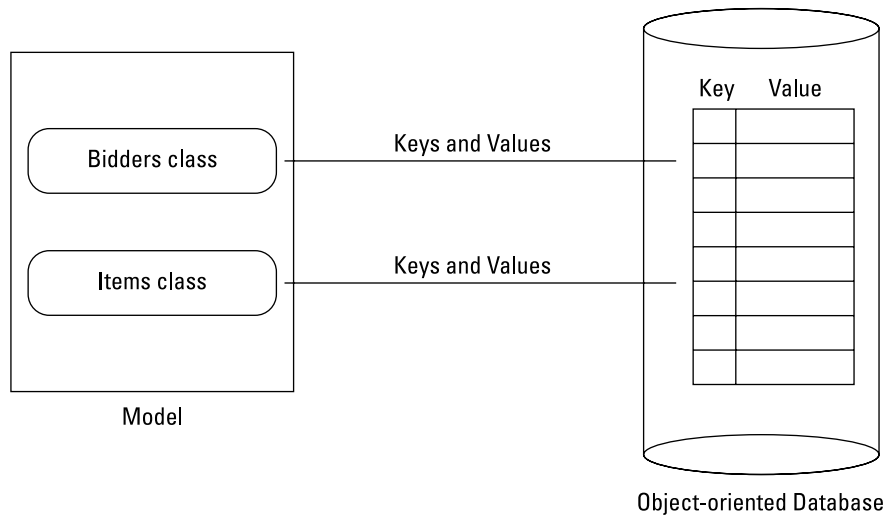 Key Value
Bidders class
Keys and Values
Items class
Keys and Values
Model
Object-oriented Database